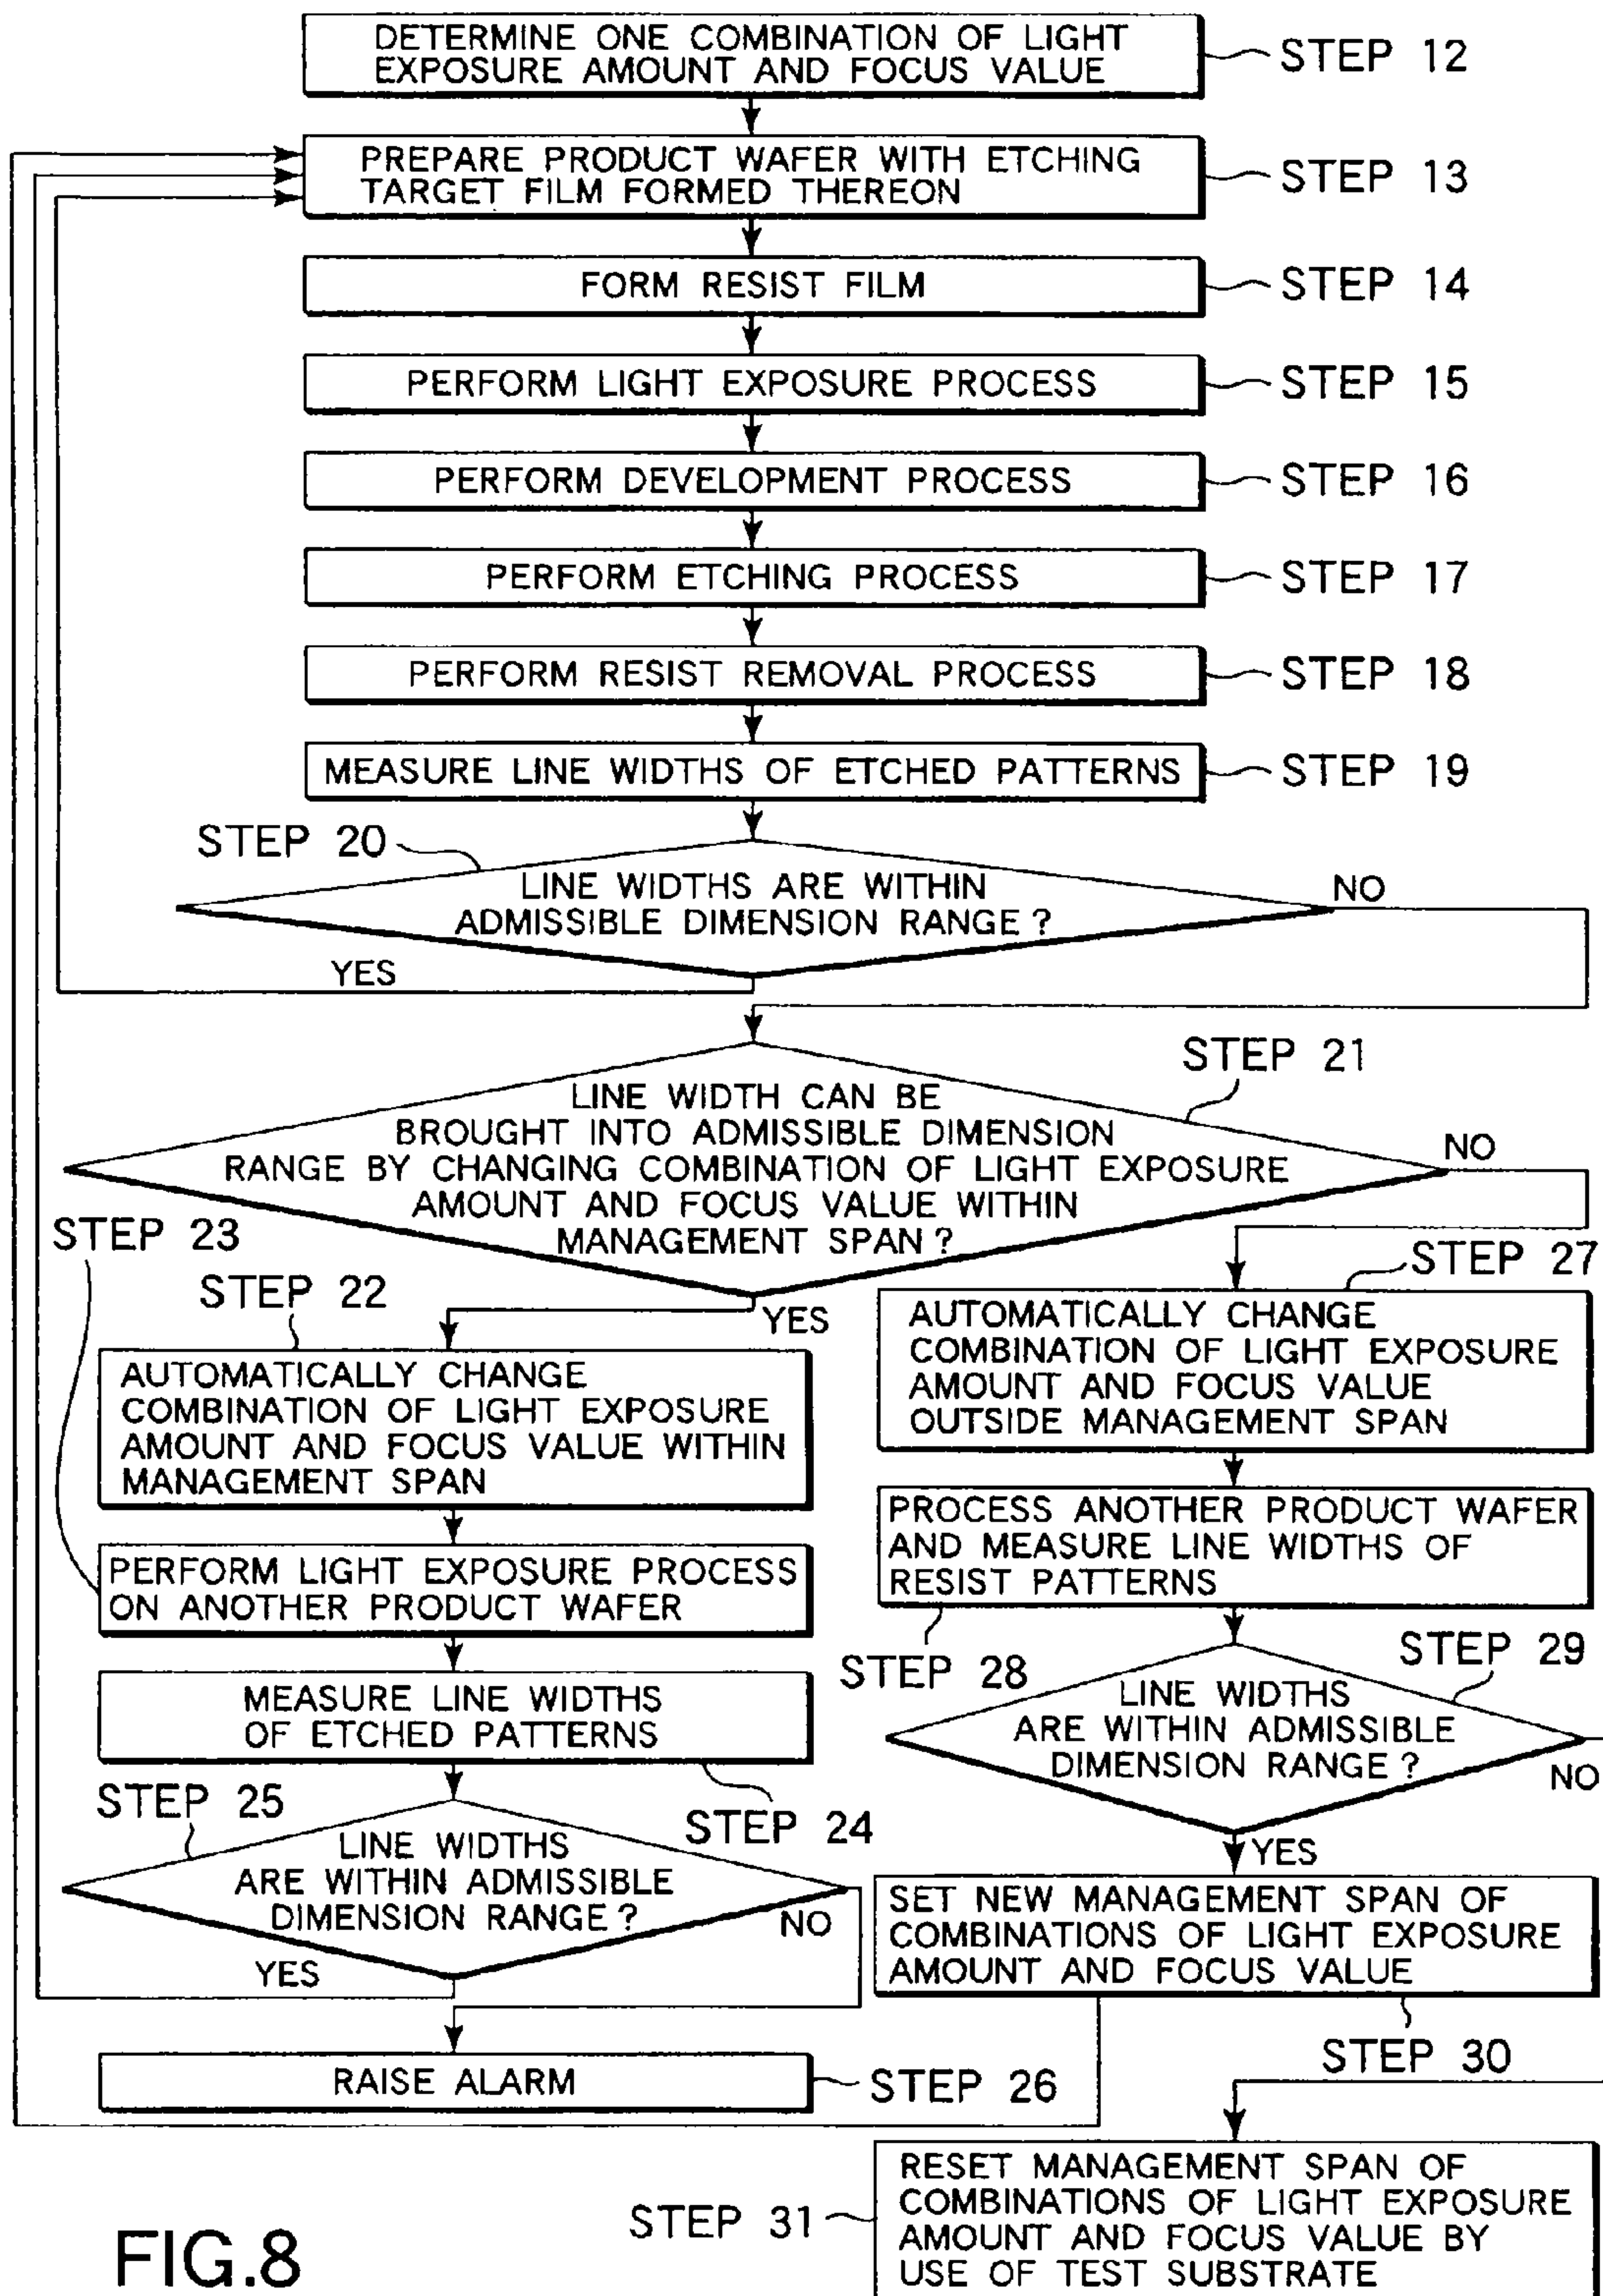 DETERMINE ONE COMBINATION OF LIGHT
EXPOSURE AMOUNT AND FOCUS VALUE
STEP 12
PREPARE PRODUCT WAFER WITH ETCHING
TARGET FILM FORMED THEREON
STEP 13
FORM RESIST FILM
STEP 14
PERFORM LIGHT EXPOSURE PROCESS
STEP 15
PERFORM DEVELOPMENT PROCESS
STEP 16
PERFORM ETCHING PROCESS
STEP 17
PERFORM RESIST REMOVAL PROCESS
STEP 18
MEASURE LINE WIDTHS OF ETCHED PATTERNS
STEP 19
STEP 20
LINE WIDTHS ARE WITHIN
ADMISSIBLE DIMENSION RANGE ?
NO
YES
STEP 21
LINE WIDTH CAN BE
BROUGHT INTO ADMISSIBLE DIMENSION
RANGE BY CHANGING COMBINATION OF LIGHT EXPOSURE
AMOUNT AND FOCUS VALUE WITHIN
MANAGEMENT SPAN ?
NO
YES
STEP 23
STEP 22
AUTOMATICALLY CHANGE
COMBINATION OF LIGHT EXPOSURE
AMOUNT AND FOCUS VALUE WITHIN
MANAGEMENT SPAN
PERFORM LIGHT EXPOSURE PROCESS
ON ANOTHER PRODUCT WAFER
MEASURE LINE WIDTHS
OF ETCHED PATTERNS
STEP 24
STEP 25
LINE WIDTHS
ARE WITHIN ADMISSIBLE
DIMENSION RANGE ?
NO
YES
RAISE ALARM
STEP 26
STEP 27
AUTOMATICALLY CHANGE
COMBINATION OF LIGHT EXPOSURE
AMOUNT AND FOCUS VALUE
OUTSIDE MANAGEMENT SPAN
PROCESS ANOTHER PRODUCT WAFER
AND MEASURE LINE WIDTHS OF
RESIST PATTERNS
STEP 28
STEP 29
LINE WIDTHS
ARE WITHIN ADMISSIBLE
DIMENSION RANGE ?
NO
YES
SET NEW MANAGEMENT SPAN OF
COMBINATIONS OF LIGHT EXPOSURE
AMOUNT AND FOCUS VALUE
STEP 30
RESET MANAGEMENT SPAN OF
COMBINATIONS OF LIGHT EXPOSURE
AMOUNT AND FOCUS VALUE BY
USE OF TEST SUBSTRATE
STEP 31
FIG.8